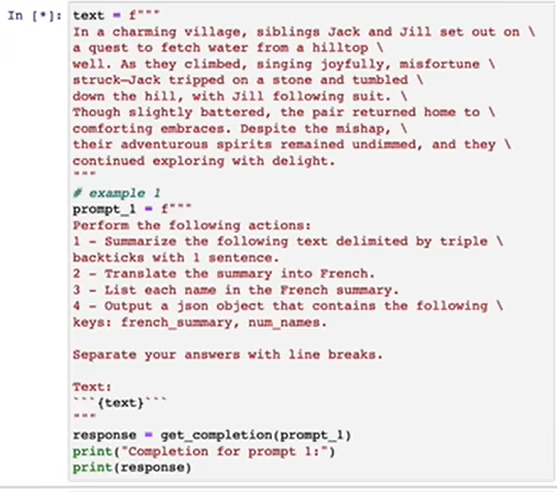 In [*]: text = f"""
In a charming village, siblings Jack and Jill set out on \
a quest to fetch water from a hilltop \
well. As they climbed, singing joyfully, misfortune \
struck—Jack tripped on a stone and tumbled \
down the hill, with Jill following suit. \
Though slightly battered, the pair returned home to \
comforting embraces. Despite the mishap, \
their adventurous spirits remained undimmed, and they \
continued exploring with delight.
"""
# example 1
prompt_1 = f"""
Perform the following actions:
1 - Summarize the following text delimited by triple \
backticks with 1 sentence.
2 - Translate the summary into French.
3 - List each name in the French summary.
4 - Output a json object that contains the following \
keys: french_summary, num_names.

Separate your answers with line breaks.

Text:
```{text}```
"""
response = get_completion(prompt_1)
print("Completion for prompt 1:")
print(response)